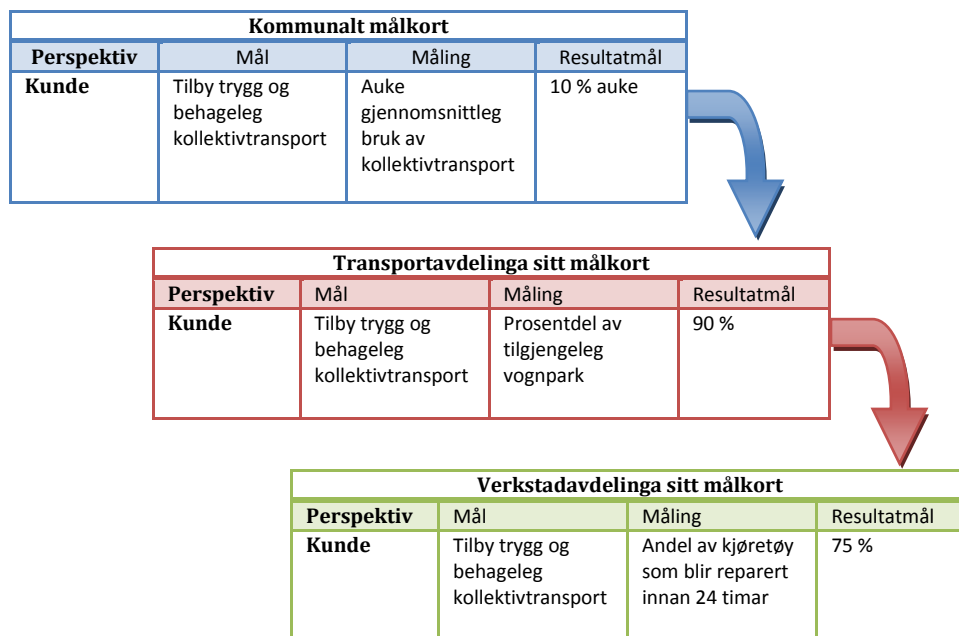 Kommunalt målkort
Perspektiv Mål Måling Resultatmål
Kunde Tilby trygg og Auke 10 % auke
behageleg gjennomsnittleg
kollektivtransport bruk av
kollektivtransport
Transportavdelinga sitt målkort
Perspektiv Mål Måling Resultatmål
Kunde Tilby trygg og Prosentdel av 90 %
behageleg tilgjengeleg
kollektivtransport vognpark
Verkstadavdelinga sitt målkort
Perspektiv Mål Måling Resultatmål
Kunde Tilby trygg og Andel av kjøretøy 75 %
behageleg som blir reparert
kollektivtransport innan 24 timar